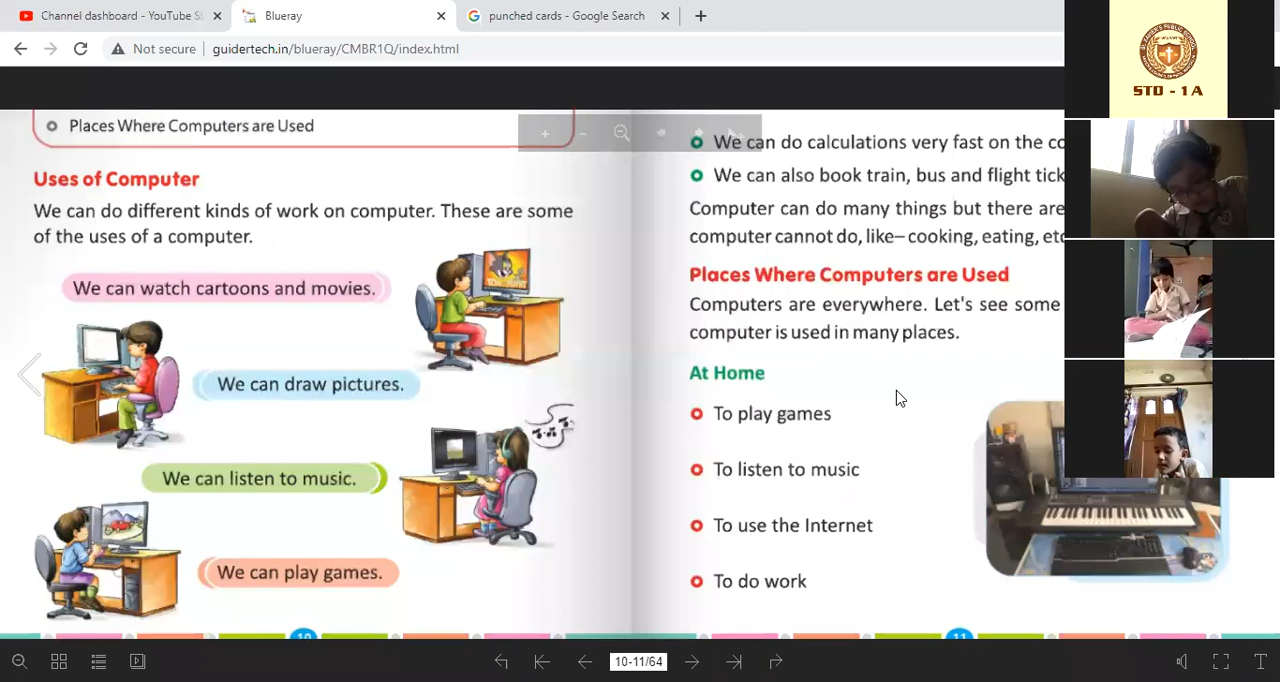 Channel dashboard - YouTube St
Blueray
punched cards - Google Search
Not secure
guidertech.in/blueray/CMBR1Q/index.html
STD - 1 A
Places Where Computers are Used
Uses of Computer
We can do different kinds of work on computer. These are some
of the uses of a computer.
We can watch cartoons and movies.
We can draw pictures.
We can listen to music.
We can play games.
10
We can do calculations very fast on the co
We can also book train, bus and flight tick
Computer can do many things but there are
computer cannot do, like– cooking, eating, etc
Places Where Computers are Used
Computers are everywhere. Let's see some
computer is used in many places.
At Home
To play games
To listen to music
To use the Internet
To do work
11
10-11/64